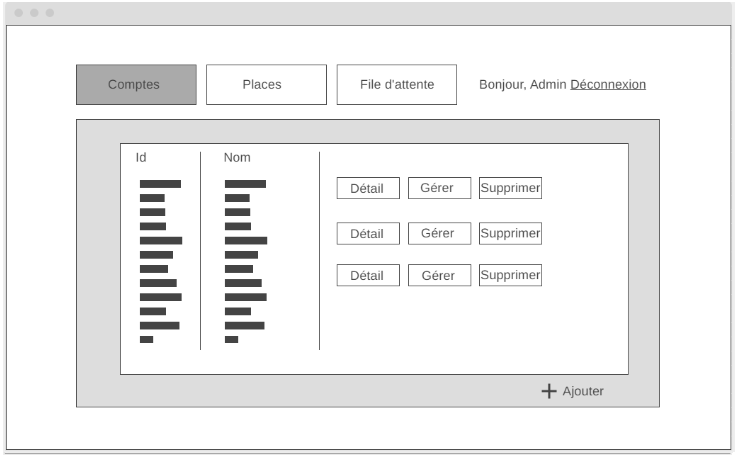 Comptes Places File d'attente Bonjour, Admin Déconnexion
Id Nom
Détail Gérer Supprimer
Détail Gérer Supprimer
Détail Gérer Supprimer
Ajouter